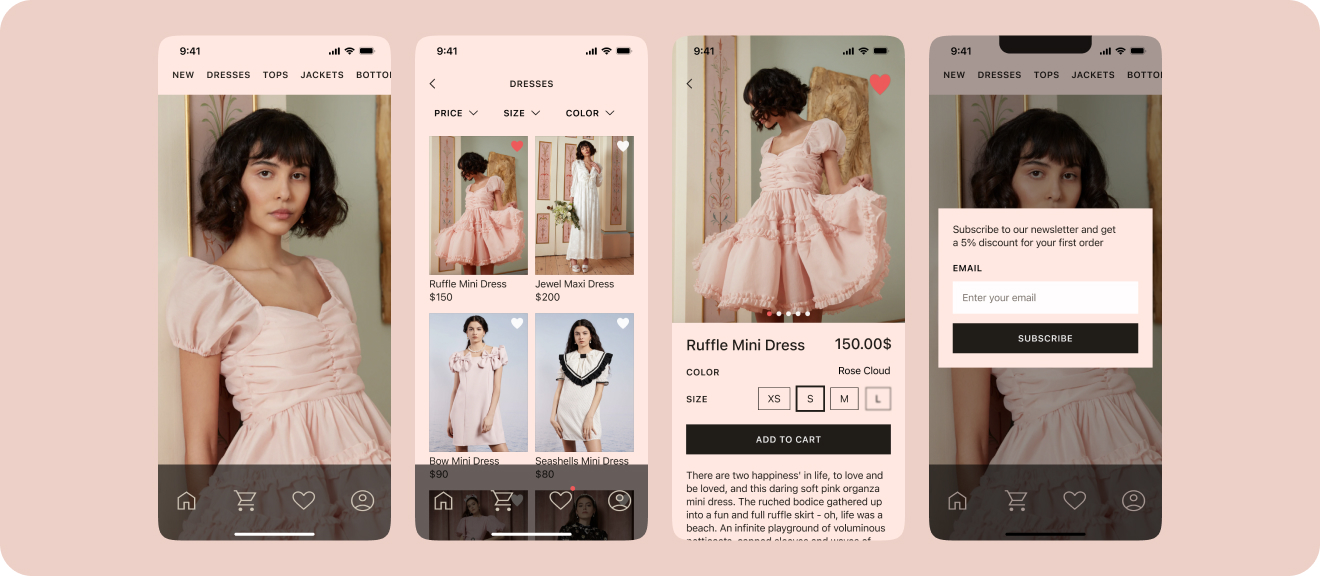 9:41
NEW DRESSES TOPS JACKETS BOTTO
9:41
DRESSES
PRICE SIZE COLOR
Ruffle Mini Dress
$150
Jewel Maxi Dress
$200
Bow Mini Dress
$90
Seashells Mini Dress
$80
9:41
Ruffle Mini Dress 150.00$
COLOR Rose Cloud
SIZE XS S M L
ADD TO CART
There are two happiness' in life, to love and
be loved, and this daring soft pink organza
mini dress. The ruched bodice gathered up
into a fun and full ruffle skirt - oh, life was a
beach. An infinite playground of voluminous
9:41
NEW DRESSES TOPS JACKETS BOTTO
Subscribe to our newsletter and get
a 5% discount for your first order
EMAIL
Enter your email
SUBSCRIBE